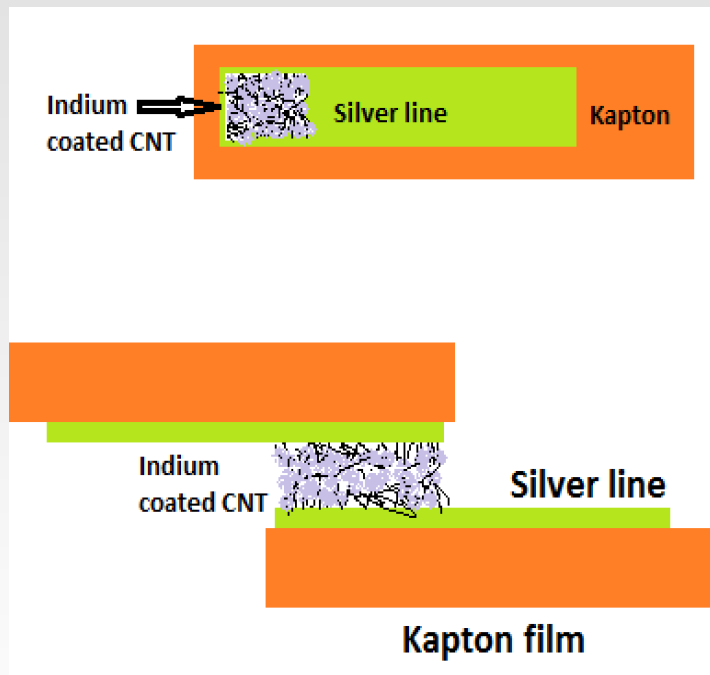 Indium
coated CNT
Silver line
Kapton
Indium
coated CNT
Silver line
Kapton film